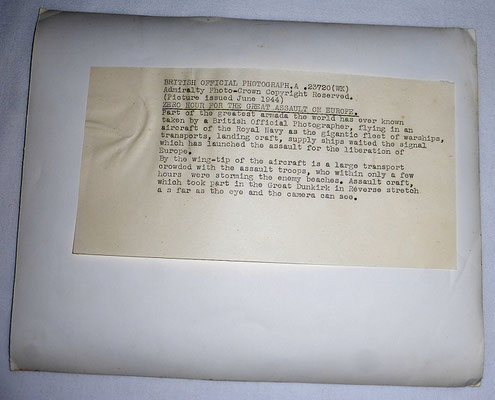 BRITISH OFFICIAL PHOTOGRAPH.A .23720(WK)
Admiralty Photo-Crown Copyright Reserved.
(Picture issued June 1944)
ZERO HOUR FOR THE GREAT ASSAULT ON EUROPE.
Part of the greatest armada the world has ever known
taken by a British Official Photographer, flying in an
aircraft of the Royal Navy as the gigantic fleet of warships,
transports, landing craft, supply ships waited the signal
which has launched the assault for the liberation of
Europe.
By the wing-tip of the aircraft is a large transport
crowded with the assault troops, who within only a few
hours were storming the enemy beaches. Assault craft,
which took part in the Great Dunkirk in Reverse stretch
a s far as the eye and the camera can see.